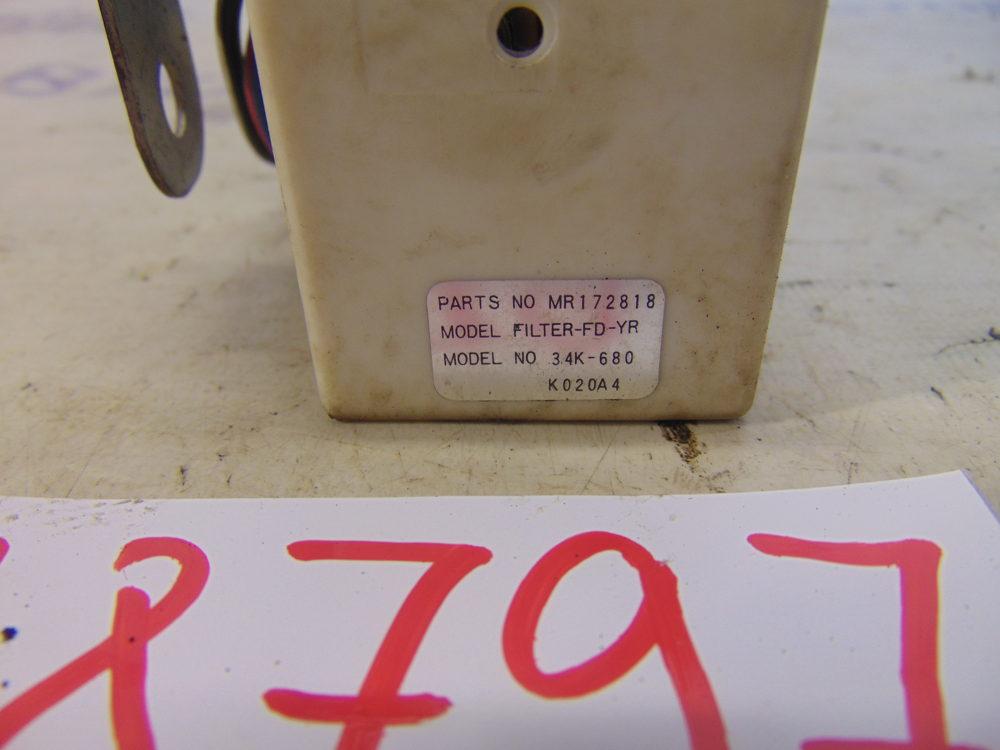 PARTS NO MR172818
MODEL FILTER-FD-YR
MODEL NO 34K-680
K020A4
797